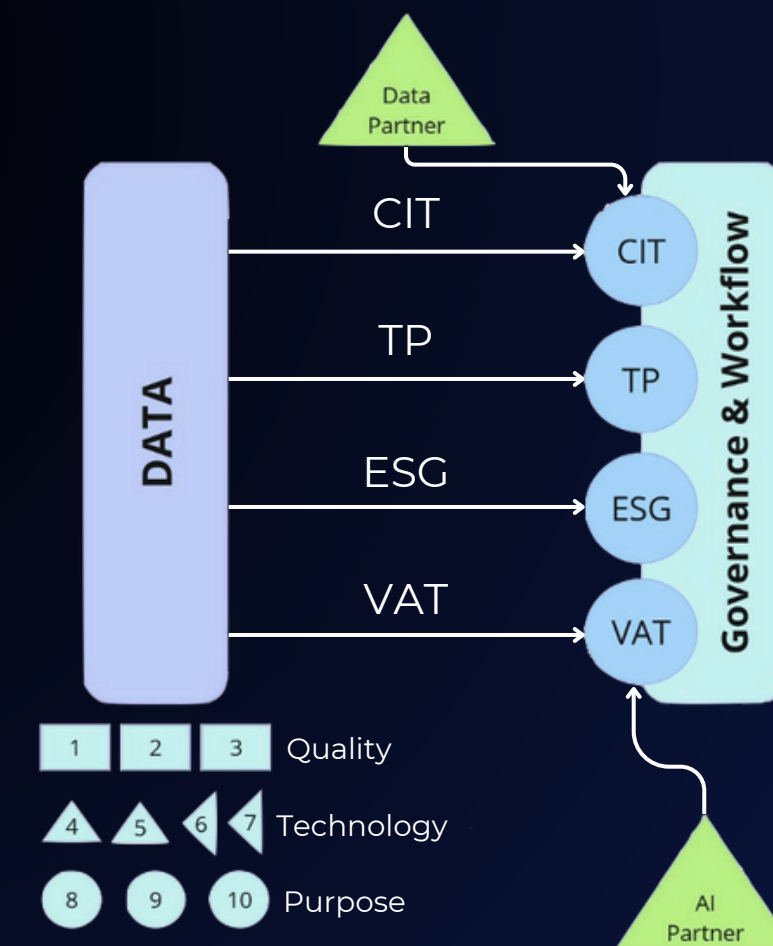 Data
Partner
CIT
CIT
TP
TP
ESG
ESG
VAT
VAT
DATA
Governance & Workflow
1 2 3 Quality
4 5 6 7 Technology
8 9 10 Purpose
AI
Partner